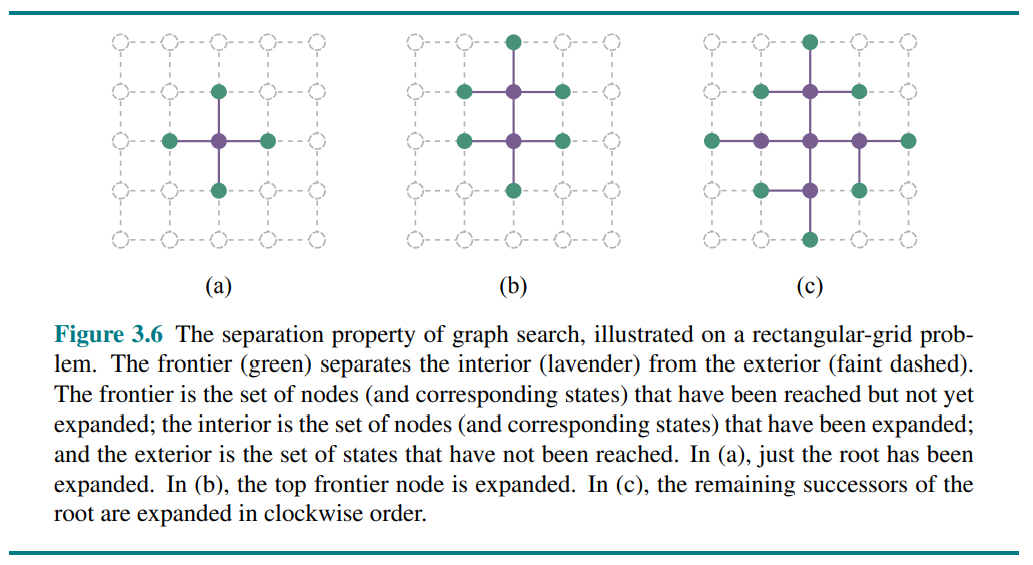 (a) (b) (c)
Figure 3.6 The separation property of graph search, illustrated on a rectangular-grid prob-
lem. The frontier (green) separates the interior (lavender) from the exterior (faint dashed).
The frontier is the set of nodes (and corresponding states) that have been reached but not yet
expanded; the interior is the set of nodes (and corresponding states) that have been expanded;
and the exterior is the set of states that have not been reached. In (a), just the root has been
expanded. In (b), the top frontier node is expanded. In (c), the remaining successors of the
root are expanded in clockwise order.